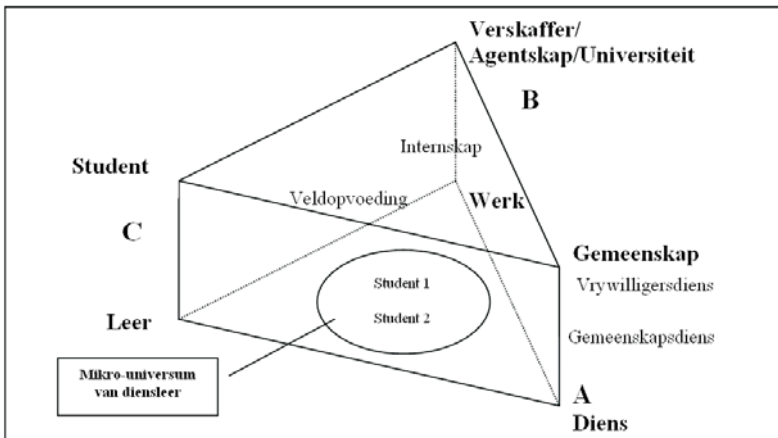 Verskaffer/
Agentskap/Universiteit
B
Internskap
Student
Veldopvoeding
Werk
C
Gemeenskap
Student 1
Vrywilligersdiens
Student 2
Leer
Gemeenskapsdiens
Mikro-universum
van diensleer
A
Diens